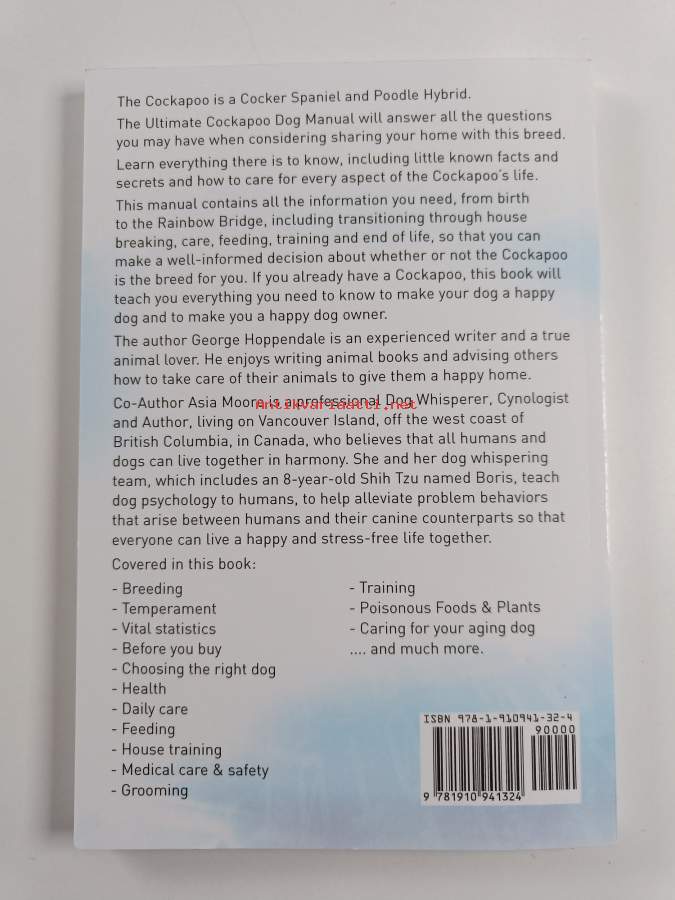 The Cockapoo is a Cocker Spaniel and Poodle Hybrid.
The Ultimate Cockapoo Dog Manual will answer all the questions
you may have when considering sharing your home with this breed.
Learn everything there is to know, including little known facts and
secrets and how to care for every aspect of the Cockapoo's life.
This manual contains all the information you need, from birth
to the Rainbow Bridge, including transitioning through house
breaking, care, feeding, training and end of life, so that you can
make a well-informed decision about whether or not the Cockapoo
is the breed for you. If you already have a Cockapoo, this book will
teach you everything you need to know to make your dog a happy
dog and to make you a happy dog owner.
The author George Hoppendale is an experienced writer and a true
animal lover. He enjoys writing animal books and advising others
how to take care of their animals to give them a happy home.
Co-Author Asia Moore is a professional Dog Whisperer, Cynologist
Antikvariaatti.net
and Author, living on Vancouver Island, off the west coast of
British Columbia, in Canada, who believes that all humans and
dogs can live together in harmony. She and her dog whispering
team, which includes an 8-year-old Shih Tzu named Boris, teach
dog psychology to humans, to help alleviate problem behaviors
that arise between humans and their canine counterparts so that
everyone can live a happy and stress-free life together.
Covered in this book:
- Breeding
- Temperament
- Vital statistics
- Before you buy
- Choosing the right dog
- Health
- Daily care
- Feeding
- House training
- Medical care & safety
- Grooming
- Training
- Poisonous Foods & Plants
- Caring for your aging dog
.... and much more.
ISBN 978-1-910941-32-4
90000
9 781910 941324